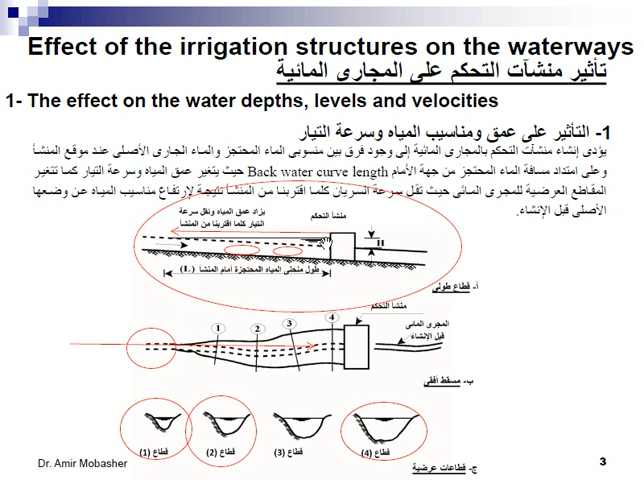 Effect of the irrigation structures on the waterways
تأثير منشآت التحكم على المجارى المائية
1- The effect on the water depths, levels and velocities
1- التأثير على عمق ومناسيب المياه وسرعة التيار
يؤدى إنشاء منشآت التحكم بالمجارى المائية إلى وجود فرق بين منسوبى الماء المحتجز والماء الجارى الأصلى عند موقع المنشأ
وعلى امتداد مسافة الماء المحتجز من جهة الأمام Back water curve length حيث يتغير عمق المياه وسرعة التيار كما تتغير
المقاطع العرضية للمجرى المائى حيث تقل سرعة السريان كلما اقتربنا من المنشأ نتيجة لإرتفاع مناسيب المياه عن وضعها
الأصلى قبل الإنشاء.
يزاد عمق المياه وتقل سرعة
التيار كلما اقتربنا من المنشأ
منشأ التحكم
H
طول منحنى المياه المحتجزة أمام المنشأ (L)
أ- قطاع طولى
منشأ التحكم
1
2
3
4
المجرى المائى
قبل الإنشاء
ب- مسقط أفقى
قطاع (1)
قطاع (2)
قطاع (3)
قطاع (4)
ج- قطاعات عرضية
Dr. Amir Mobasher
3